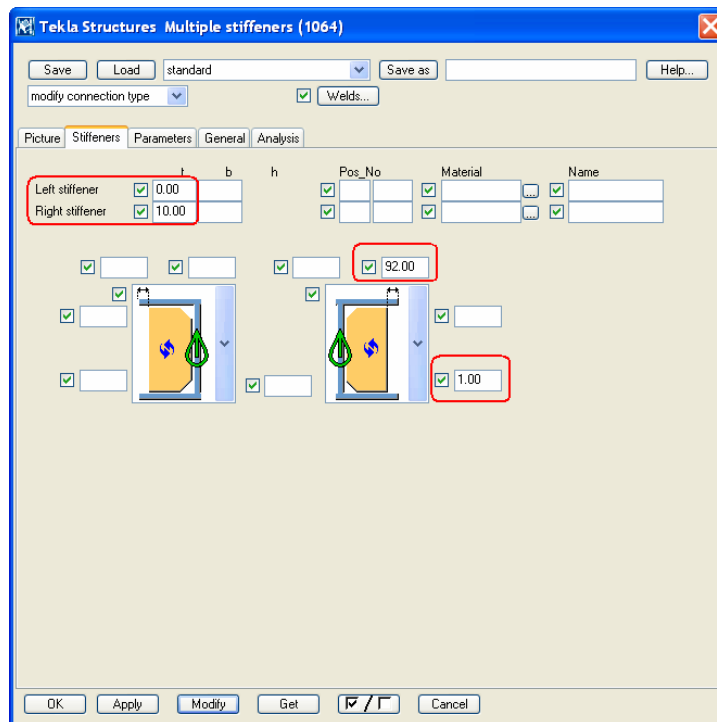 Tekla Structures Multiple stiffeners (1064)
Save Load standard Save as Help...
modify connection type Welds...
Picture Stiffeners Parameters General Analysis
t b h Pos_No Material Name
Left stiffener 0.00 ...
Right stiffener 10.00 ...
92.00
1.00
OK Apply Modify Get / Cancel